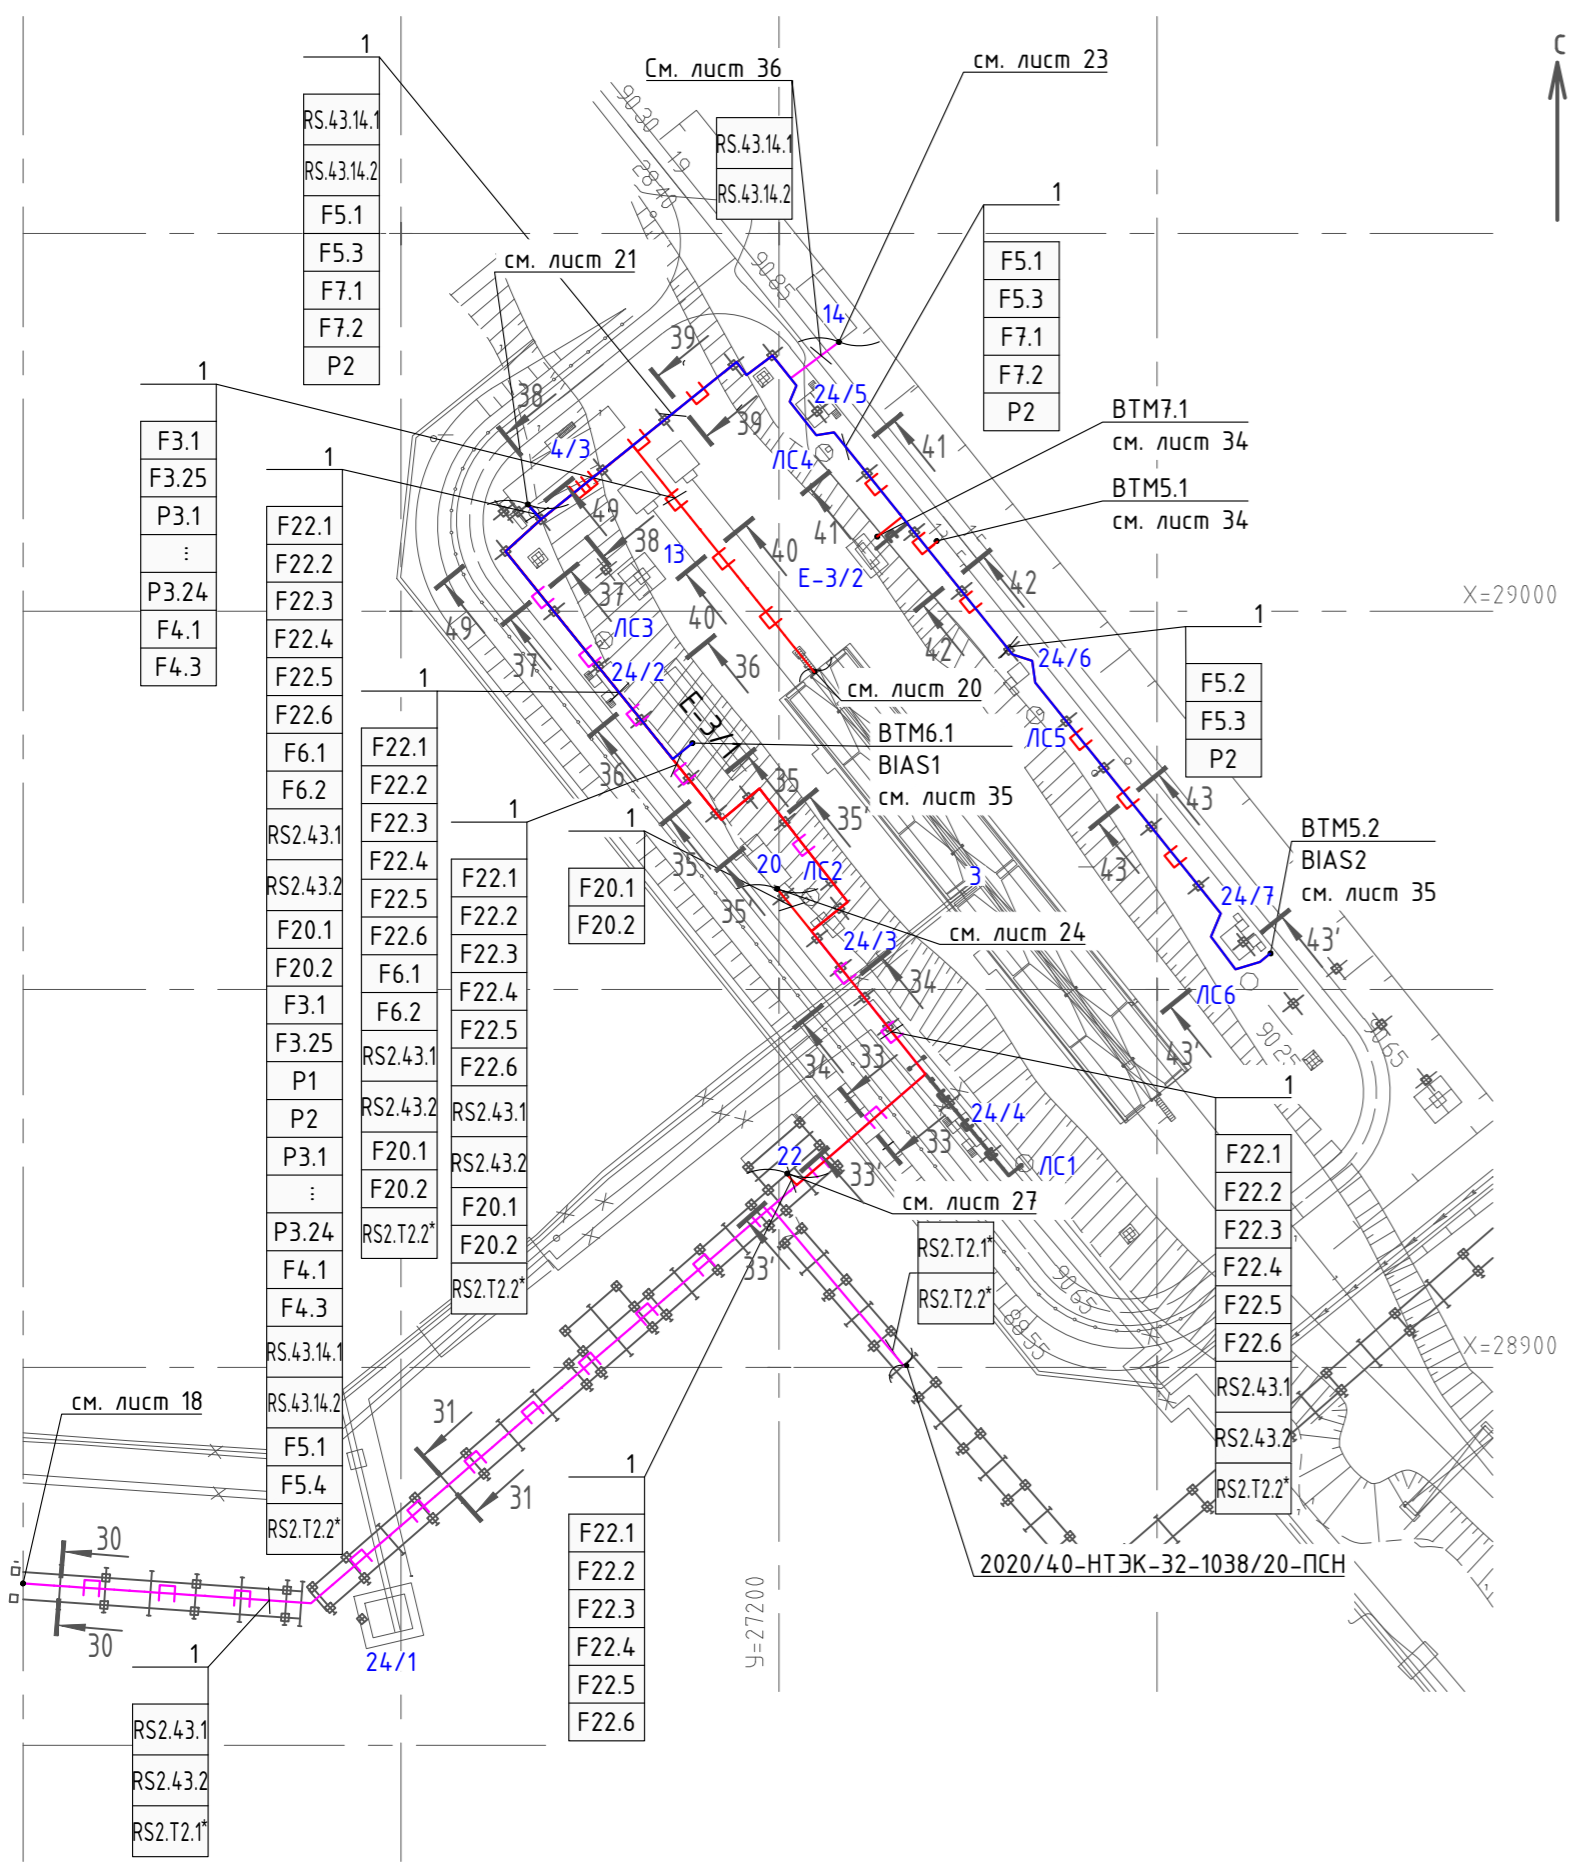 С
1
RS.43.14.1
RS.43.14.2
F5.1
F5.3
F7.1
F7.2
P2
См. лист 36
RS.43.14.1
RS.43.14.2
см. лист 23
9030
19
2840
9085
1
F5.1
F5.3
F7.1
F7.2
P2
см. лист 21
14
39
39
24/5
41
41
ЛС4
BTM7.1
см. лист 34
BTM5.1
см. лист 34
1
F3.1
F3.25
P3.1
⋮
P3.24
F4.1
F4.3
38
38
4/3
49
49
13
40
40
E-3/2
42
42
X=29000
1
F22.1
F22.2
F22.3
F22.4
F22.5
F22.6
F6.1
F6.2
RS2.43.1
RS2.43.2
F20.1
F20.2
F3.1
F3.25
P1
P2
P3.1
⋮
P3.24
F4.1
F4.3
RS.43.14.1
RS.43.14.2
F5.1
F5.4
RS2.T2.2*
37
37
ЛС3
24/2
36
36
E-3/1
см. лист 20
24/6
1
F5.2
F5.3
P2
1
F22.1
F22.2
F22.3
F22.4
F22.5
F22.6
F6.1
F6.2
RS2.43.1
RS2.43.2
F20.1
F20.2
RS2.T2.2*
BTM6.1
BIAS1
см. лист 35
ЛС5
43
43
1
F22.1
F22.2
F22.3
F22.4
F22.5
F22.6
RS2.43.1
RS2.43.2
F20.1
F20.2
RS2.T2.2*
1
F20.1
F20.2
35
35
35'
35'
20
ЛС2
3
BTM5.2
BIAS2
см. лист 35
24/7
43'
43'
ЛС6
см. лист 24
24/3
34
34
9025
9065
33
33
24/4
ЛС1
1
F22.1
F22.2
F22.3
F22.4
F22.5
F22.6
RS2.43.1
RS2.43.2
RS2.T2.2*
22
33'
33'
см. лист 27
RS2.T2.1*
RS2.T2.2*
9065
8955
X=28900
см. лист 18
31
31
30
30
24/1
1
F22.1
F22.2
F22.3
F22.4
F22.5
F22.6
2020/40-НТЭК-32-1038/20-ПСН
У=27200
1
RS2.43.1
RS2.43.2
RS2.T2.1*